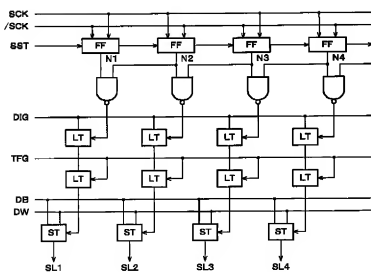 SCK
/SCK
SST FF FF FF FF
N1 N2 N3 N4
DIG
LT LT LT LT
TFG
LT LT LT LT
DB
DW
ST ST ST ST
SL1 SL2 SL3 SL4